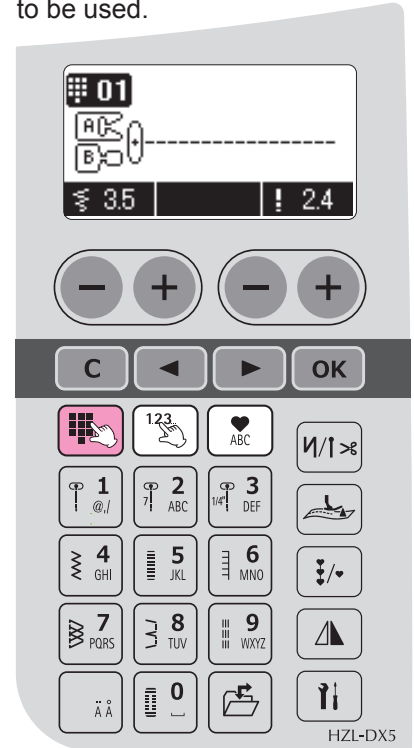 to be used.
01
A
B
3.5 2.4
C OK
123 ABC
1 @,/ 7 2 ABC 1/4" 3 DEF
4 GHI 5 JKL 6 MNO
7 PQRS 8 TUV 9 WXYZ
Ä Å 0
HZL-DX5